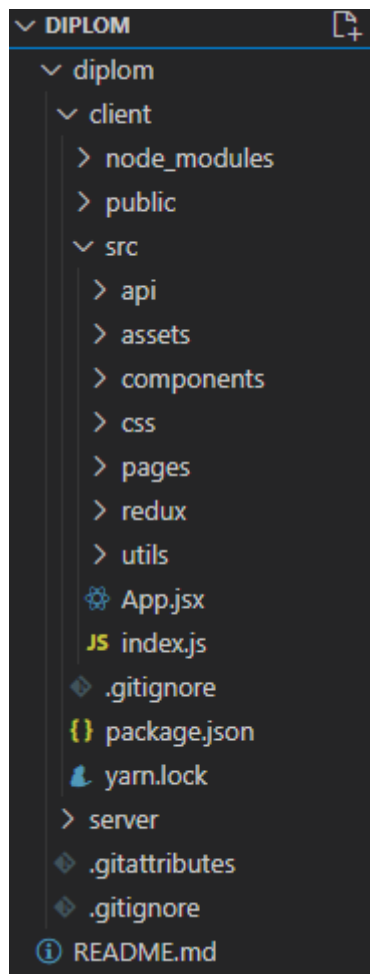 DIPLOM
diplom
client
node_modules
public
src
api
assets
components
css
pages
redux
utils
App.jsx
JS index.js
.gitignore
{} package.json
yarn.lock
server
.gitattributes
.gitignore
README.md